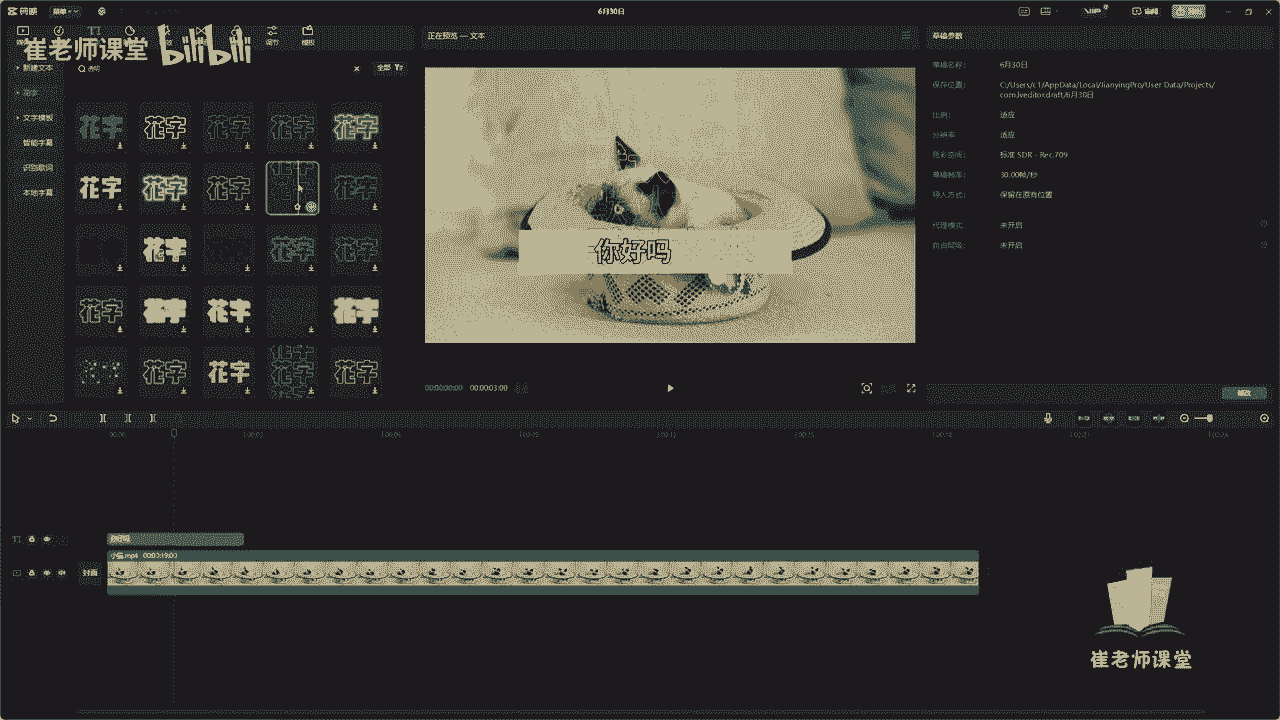 剪映
菜单
6月30日
VIP
调节
模板
崔老师课堂
bilibili
正在预览 — 文本
草稿参数
新建文本
透明
全部
花字
文字模板
智能字幕
识别歌词
本地字幕
花字 花字 花字 花字 花字
花字 花字 花字 花字 花字
花字 花字 花字
花字 花字 花字 花字
花字 花字 花字 花字
你好吗
草稿名称: 6月30日
保存位置: C:/Users/c1/AppData/Local/JianyingPro/User Data/Projects/
com.lveditor.draft/6月30日
比例: 适应
分辨率: 适应
色彩空间: 标准 SDR - Rec.709
草稿帧率: 30.00帧/秒
导入方式: 保留在原有位置
代理模式: 未开启
自由层级: 未开启
00:00:00:00 00:00:03:00
修改
封面
崔老师课堂